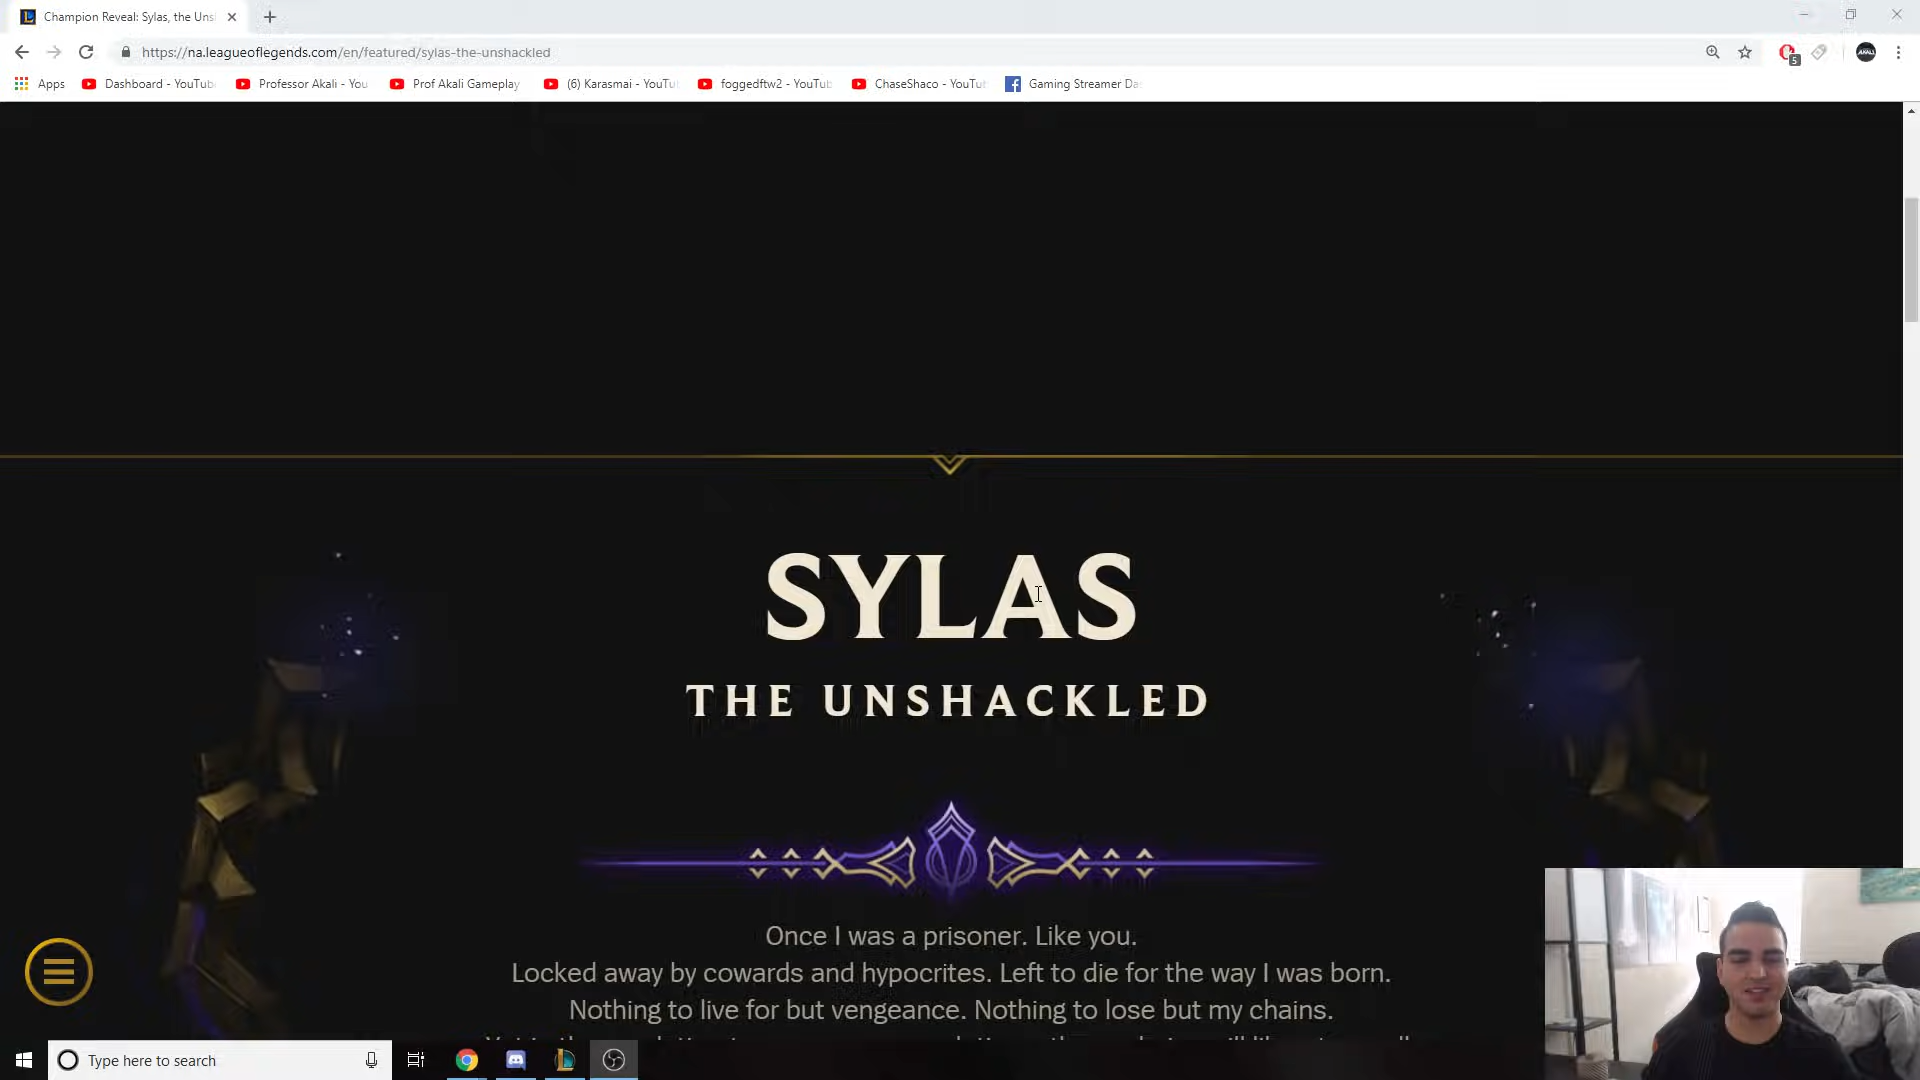 Champion Reveal: Sylas, the Uns
https://na.leagueoflegends.com/en/featured/sylas-the-unshackled
5
Apps
Dashboard - YouTube
Professor Akali - You
Prof Akali Gameplay
(6) Karasmai - YouTu
foggedftw2 - YouTub
ChaseShaco - YouTut
Gaming Streamer Da
SYLAS
THE UNSHACKLED
Once I was a prisoner. Like you.
Locked away by cowards and hypocrites. Left to die for the way I was born.
Nothing to live for but vengeance. Nothing to lose but my chains.
Type here to search